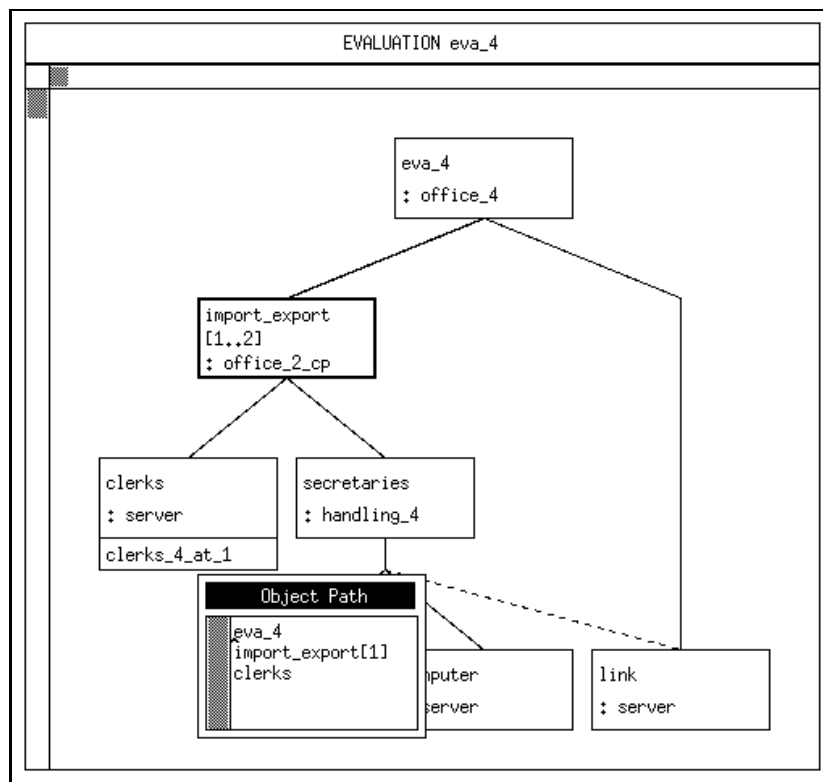 EVALUATION eva_4
eva_4
: office_4
import_export
[1..2]
: office_2_cp
clerks
: server
clerks_4_at_1
secretaries
: handling_4
Object Path
eva_4
import_export[1]
clerks
server
link
: server